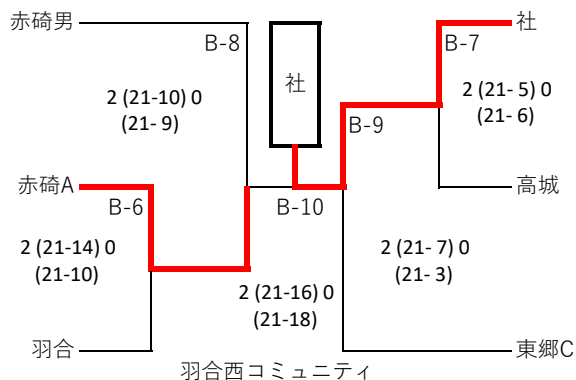 赤碕男
B-8
社
B-7
社
2 (21-10) 0
(21- 9)
2 (21- 5) 0
(21- 6)
B-9
赤碕A
B-6
B-10
高城
2 (21-14) 0
(21-10)
2 (21- 7) 0
(21- 3)
2 (21-16) 0
(21-18)
羽合
東郷C
羽合西コミュニティ